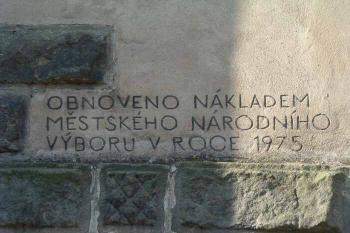 OBNOVENO NÁKLADEM
MĚSTSKÉHO NÁRODNÍHO
VÝBORU V ROCE 1975